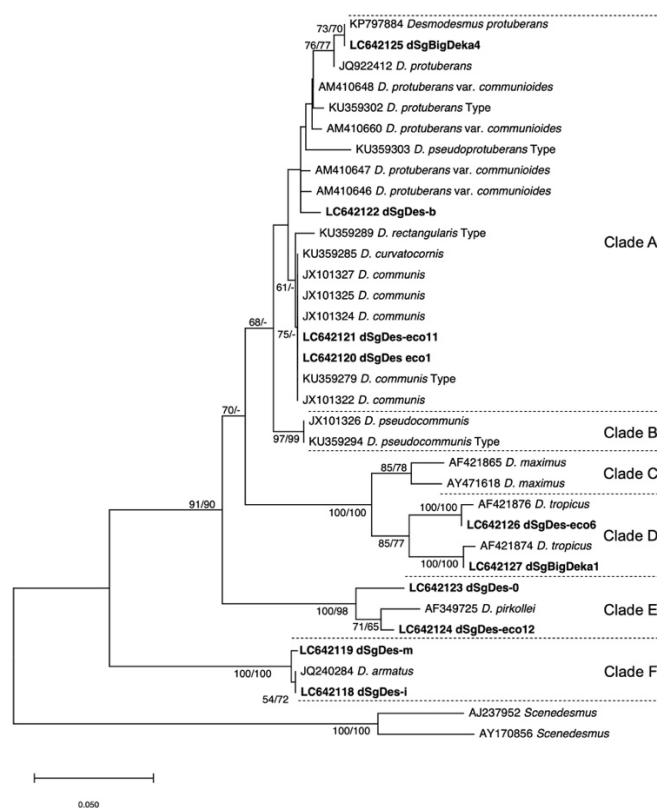 KP797884 Desmodesmus protuberans
73/70
LC642125 dSgBigDeka4
76/77
JQ922412 D. protuberans
AM410648 D. protuberans var. communioides
KU359302 D. protuberans Type
AM410660 D. protuberans var. communioides
KU359303 D. pseudoprotuberans Type
AM410647 D. protuberans var. communioides
AM410646 D. protuberans var. communioides
LC642122 dSgDes-b
KU359289 D. rectangularis Type
Clade A
KU359285 D. curvatocornis
JX101327 D. communis
61/-
JX101325 D. communis
JX101324 D. communis
68/-
75/-
LC642121 dSgDes-eco11
LC642120 dSgDes eco1
KU359279 D. communis Type
JX101322 D. communis
70/-
JX101326 D. pseudocommunis
Clade B
97/99
KU359294 D. pseudocommunis Type
85/78
AF421865 D. maximus
Clade C
AY471618 D. maximus
91/90
100/100
100/100
AF421876 D. tropicus
LC642126 dSgDes-eco6
Clade D
85/77
AF421874 D. tropicus
100/100
LC642127 dSgBigDeka1
LC642123 dSgDes-0
100/98
AF349725 D. pirkollei
Clade E
71/65
LC642124 dSgDes-eco12
LC642119 dSgDes-m
100/100
JQ240284 D. armatus
Clade F
54/72
LC642118 dSgDes-i
AJ237952 Scenedesmus
100/100
AY170856 Scenedesmus
0.050